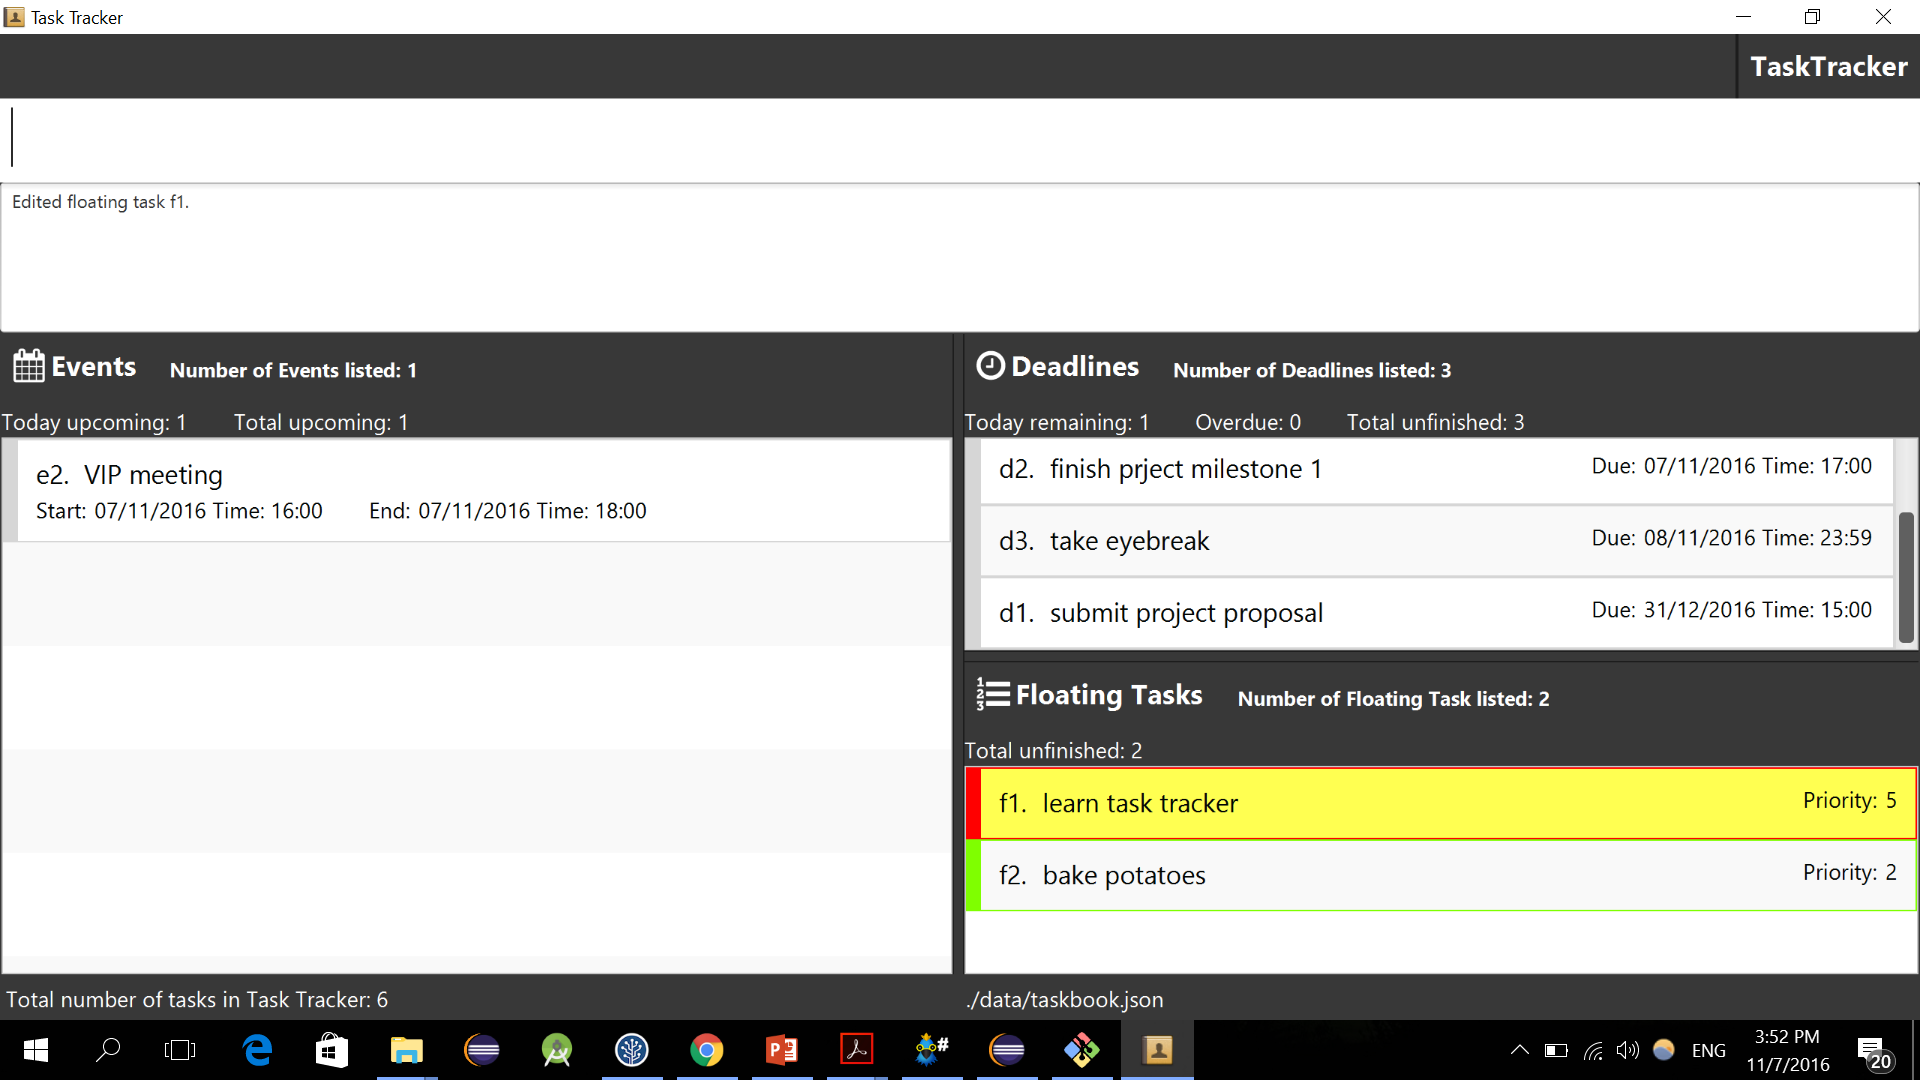 Task Tracker
TaskTracker
Edited floating task f1.
Events Number of Events listed: 1
Today upcoming: 1 Total upcoming: 1
e2. VIP meeting
Start: 07/11/2016 Time: 16:00 End: 07/11/2016 Time: 18:00
Deadlines Number of Deadlines listed: 3
Today remaining: 1 Overdue: 0 Total unfinished: 3
d2. finish prject milestone 1 Due: 07/11/2016 Time: 17:00
d3. take eyebreak Due: 08/11/2016 Time: 23:59
d1. submit project proposal Due: 31/12/2016 Time: 15:00
1
2
3
Floating Tasks Number of Floating Task listed: 2
Total unfinished: 2
f1. learn task tracker Priority: 5
f2. bake potatoes Priority: 2
Total number of tasks in Task Tracker: 6 ./data/taskbook.json
ENG
3:52 PM
11/7/2016
20